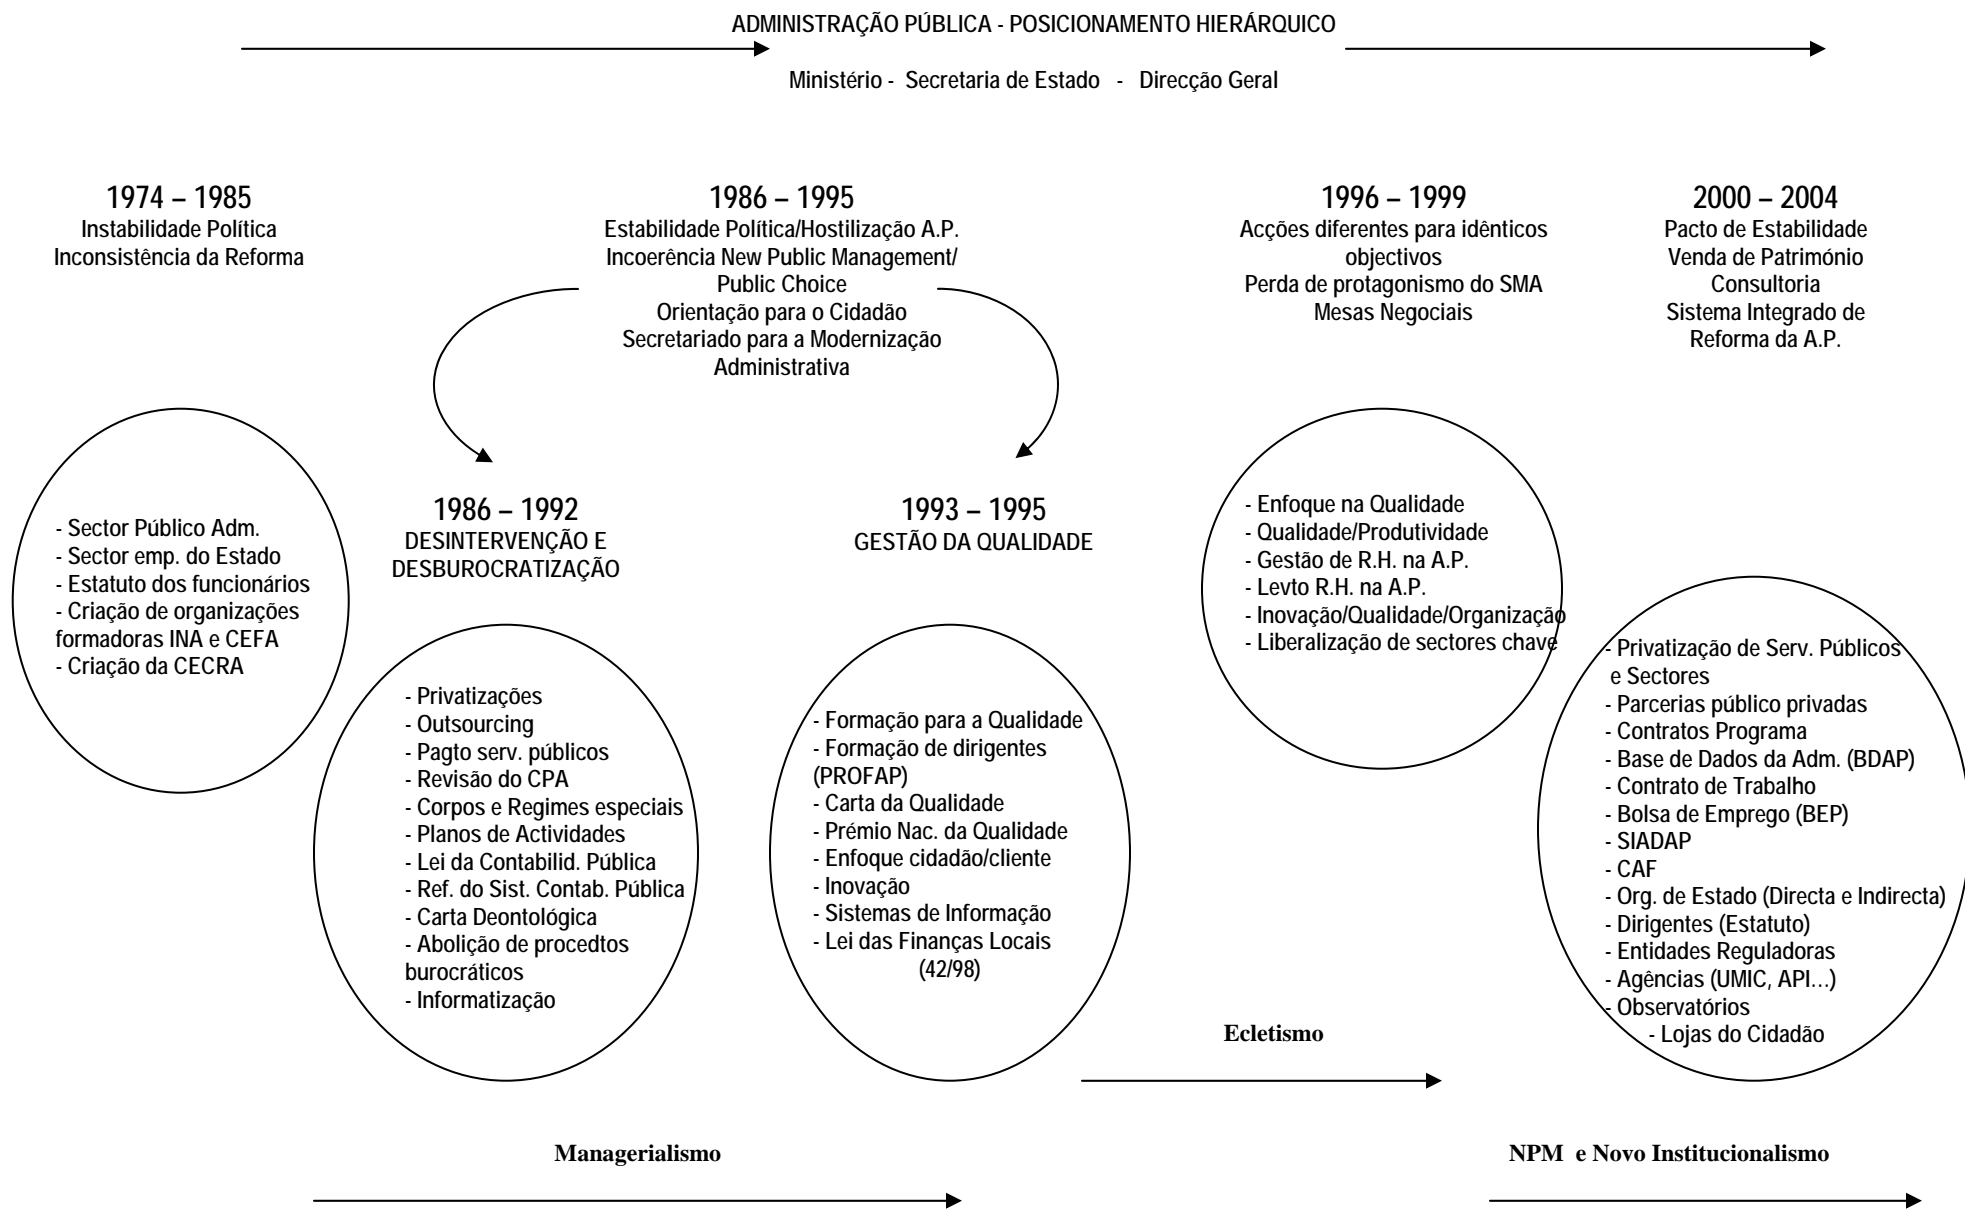 ADMINISTRAÇÃO PÚBLICA - POSICIONAMENTO HIERÁRQUICO
Ministério - Secretaria de Estado - Direcção Geral
1974 – 1985
Instabilidade Política
Inconsistência da Reforma
- Sector Público Adm.
- Sector emp. do Estado
- Estatuto dos funcionários
- Criação de organizações
formadoras INA e CEFA
- Criação da CECRA
1986 – 1995
Estabilidade Política/Hostilização A.P.
Incoerência New Public Management/
Public Choice
Orientação para o Cidadão
Secretariado para a Modernização
Administrativa
1986 – 1992
DESINTERVENÇÃO E
DESBUROCRATIZAÇÃO
- Privatizações
- Outsourcing
- Pagto serv. públicos
- Revisão do CPA
- Corpos e Regimes especiais
- Planos de Actividades
- Lei da Contabilid. Pública
- Ref. do Sist. Contab. Pública
- Carta Deontológica
- Abolição de procedtos
burocráticos
- Informatização
1993 – 1995
GESTÃO DA QUALIDADE
- Formação para a Qualidade
- Formação de dirigentes
(PROFAP)
- Carta da Qualidade
- Prémio Nac. da Qualidade
- Enfoque cidadão/cliente
- Inovação
- Sistemas de Informação
- Lei das Finanças Locais
(42/98)
1996 – 1999
Acções diferentes para idênticos
objectivos
Perda de protagonismo do SMA
Mesas Negociais
- Enfoque na Qualidade
- Qualidade/Produtividade
- Gestão de R.H. na A.P.
- Levto R.H. na A.P.
- Inovação/Qualidade/Organização
- Liberalização de sectores chave
2000 – 2004
Pacto de Estabilidade
Venda de Património
Consultoria
Sistema Integrado de
Reforma da A.P.
- Privatização de Serv. Públicos
e Sectores
- Parcerias público privadas
- Contratos Programa
- Base de Dados da Adm. (BDAP)
- Contrato de Trabalho
- Bolsa de Emprego (BEP)
- SIADAP
- CAF
- Org. de Estado (Directa e Indirecta)
- Dirigentes (Estatuto)
- Entidades Reguladoras
- Agências (UMIC, API…)
- Observatórios
- Lojas do Cidadão
Ecletismo
Managerialismo
NPM e Novo Institucionalismo